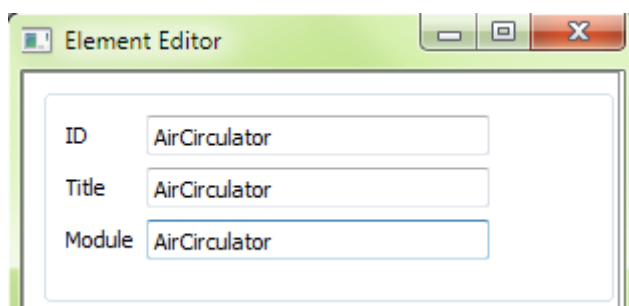 Element Editor
ID AirCirculator
Title AirCirculator
Module AirCirculator